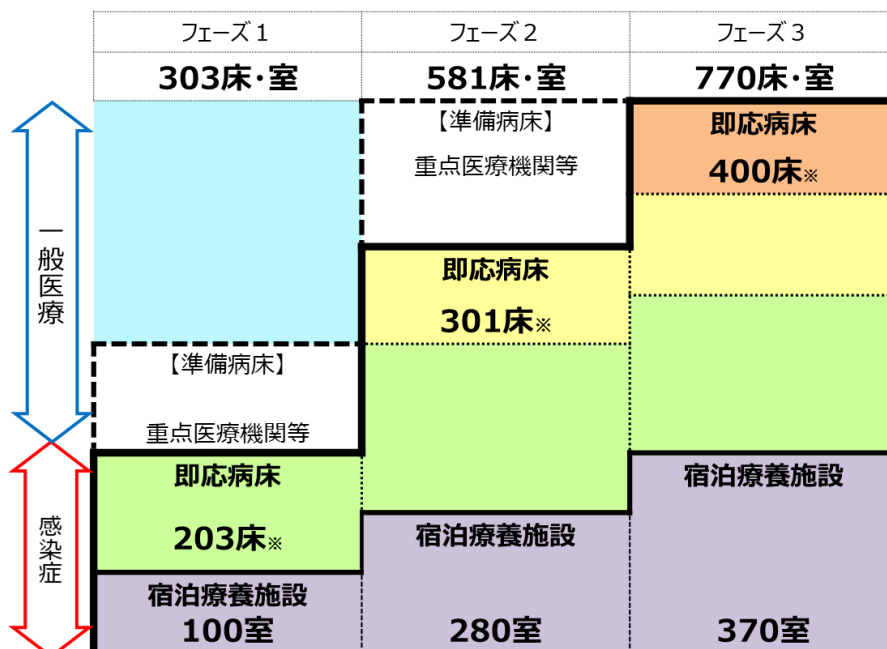 フェーズ１
フェーズ２
フェーズ３
303床・室
581床・室
770床・室
一般医療
感染症
【準備病床】
重点医療機関等
即応病床
203床※
宿泊療養施設
100室
【準備病床】
重点医療機関等
即応病床
301床※
宿泊療養施設
280室
即応病床
400床※
宿泊療養施設
370室